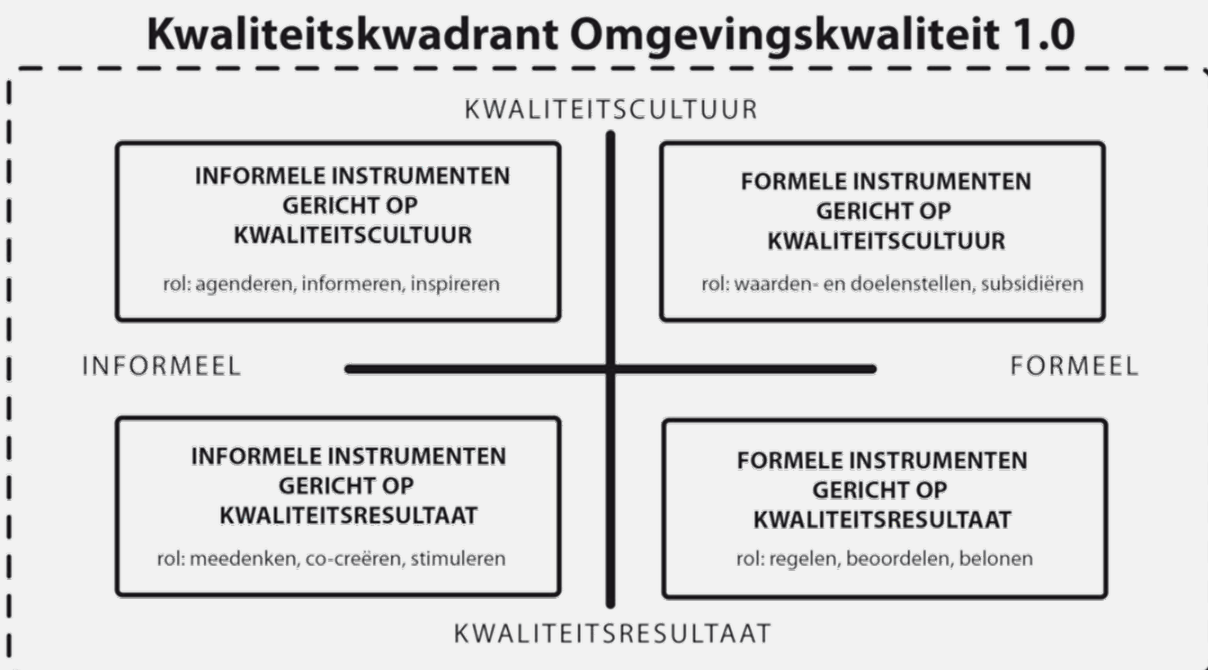 Kwaliteitskwadrant Omgevingskwaliteit 1.0
KWALITEITSCULTUUR
INFORMELE INSTRUMENTEN
GERICHT OP
KWALITEITSCULTUUR
rol: agenderen, informeren, inspireren
FORMELE INSTRUMENTEN
GERICHT OP
KWALITEITSCULTUUR
rol: waarden- en doelenstellen, subsidiëren
INFORMEEL
FORMEEL
INFORMELE INSTRUMENTEN
GERICHT OP
KWALITEITSRESULTAAT
rol: meedenken, co-creëren, stimuleren
FORMELE INSTRUMENTEN
GERICHT OP
KWALITEITSRESULTAAT
rol: regelen, beoordelen, belonen
KWALITEITSRESULTAAT